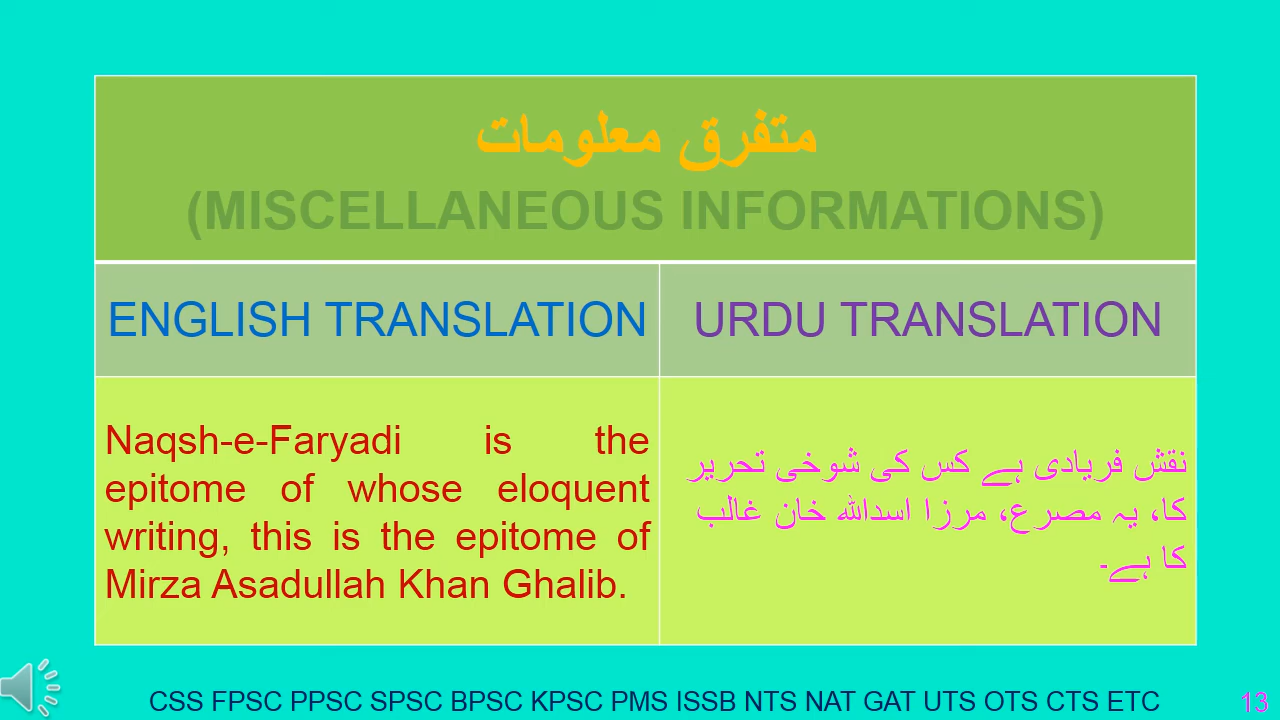 متفرق معلومات
(MISCELLANEOUS INFORMATIONS)
ENGLISH TRANSLATION
URDU TRANSLATION
Naqsh-e-Faryadi is the
epitome of whose eloquent
writing, this is the epitome of
Mirza Asadullah Khan Ghalib.
نقش فریادی ہے کس کی شوخی تحریر
کا، یہ مصرع، مرزا اسداللہ خان غالب
کا ہے۔
CSS FPSC PPSC SPSC BPSC KPSC PMS ISSB NTS NAT GAT UTS OTS CTS ETC
13